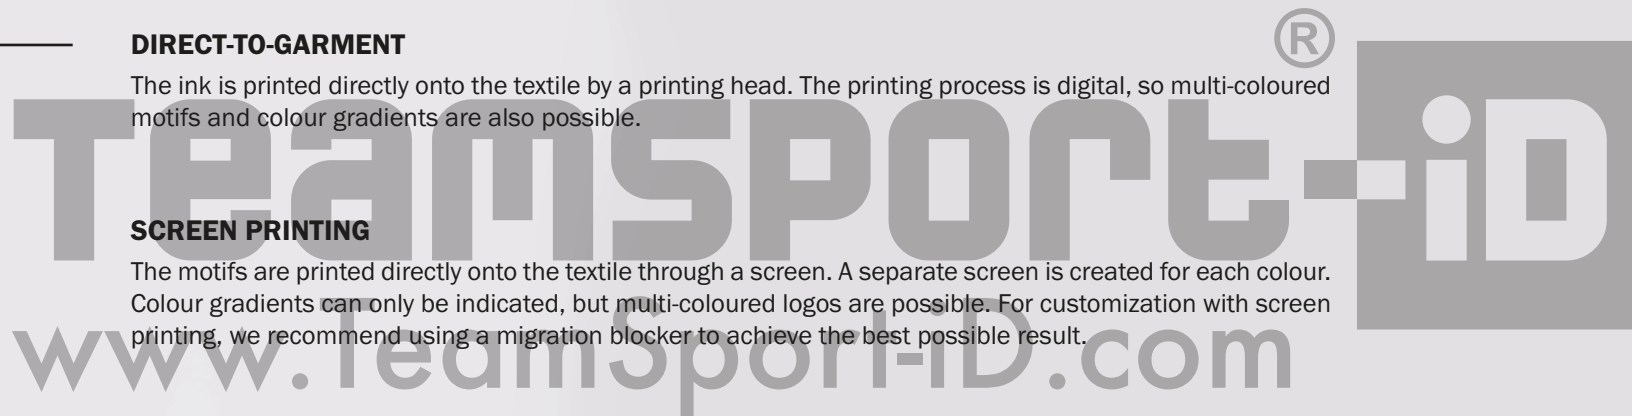 ®
DIRECT-TO-GARMENT
The ink is printed directly onto the textile by a printing head. The printing process is digital, so multi-coloured
motifs and colour gradients are also possible.
Teamsport-iD
SCREEN PRINTING
The motifs are printed directly onto the textile through a screen. A separate screen is created for each colour.
Colour gradients can only be indicated, but multi-coloured logos are possible. For customization with screen
printing, we recommend using a migration blocker to achieve the best possible result.
www.TeamSport-iD.com